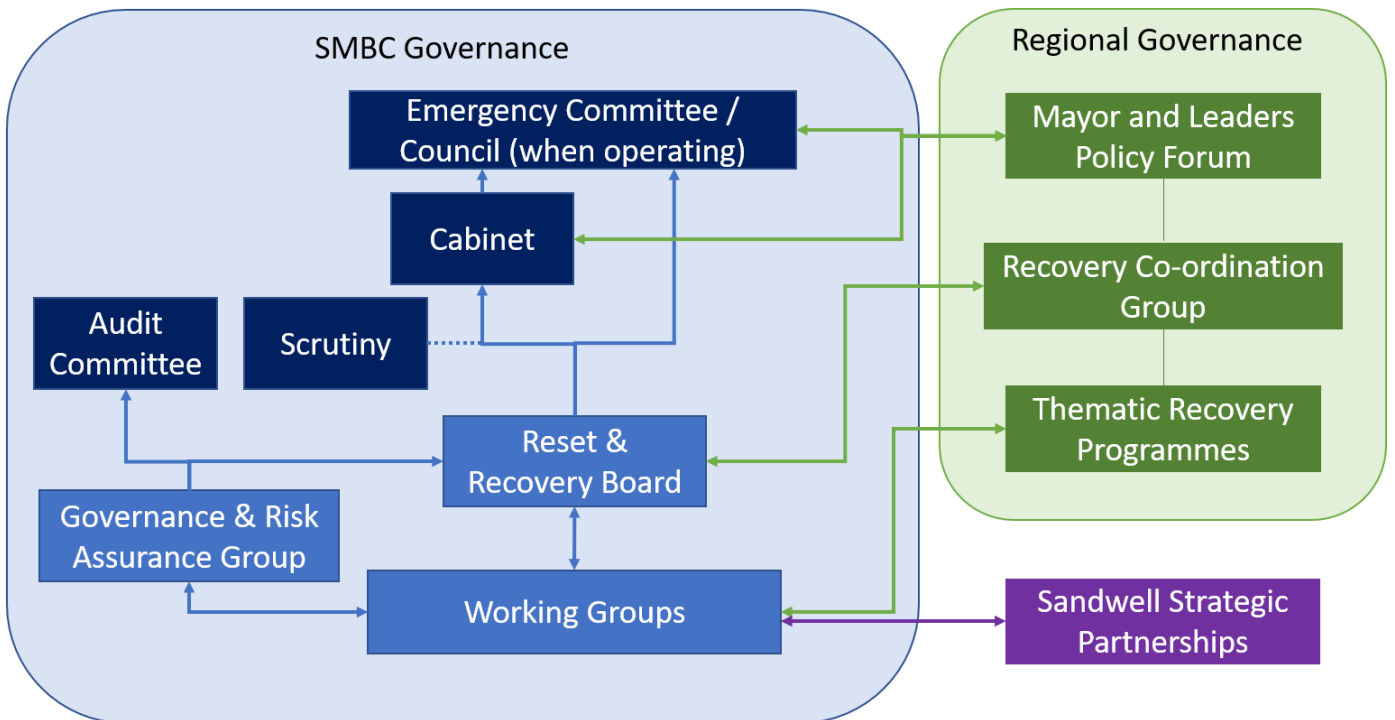 SMBC Governance
Emergency Committee /
Council (when operating)
Cabinet
Audit
Committee
Scrutiny
Reset &
Recovery Board
Governance & Risk
Assurance Group
Working Groups
Regional Governance
Mayor and Leaders
Policy Forum
Recovery Co-ordination
Group
Thematic Recovery
Programmes
Sandwell Strategic
Partnerships